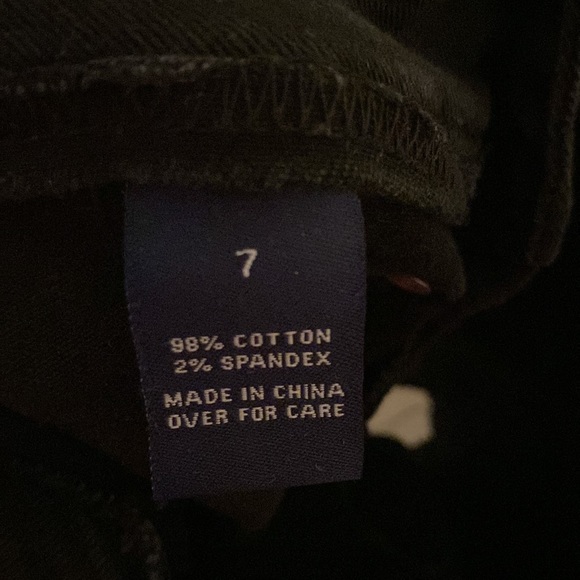 7
98% COTTON
2% SPANDEX
MADE IN CHINA
OVER FOR CARE